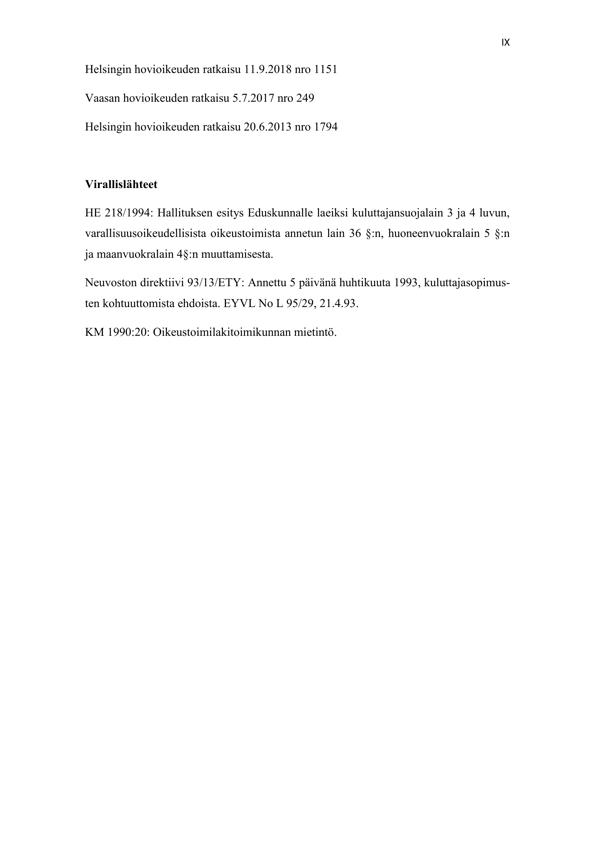 IX
Helsingin hovioikeuden ratkaisu 11.9.2018 nro 1151
Vaasan hovioikeuden ratkaisu 5.7.2017 nro 249
Helsingin hovioikeuden ratkaisu 20.6.2013 nro 1794
Virallislähteet
HE 218/1994: Hallituksen esitys Eduskunnalle laeiksi kuluttajansuojalain 3 ja 4 luvun,
varallisuusoikeudellisista oikeustoimista annetun lain 36 §:n, huoneenvuokralain 5 §:n
ja maanvuokralain 4§:n muuttamisesta.
Neuvoston direktiivi 93/13/ETY: Annettu 5 päivänä huhtikuuta 1993, kuluttajasopimus-
ten kohtuuttomista ehdoista. EYVL No L 95/29, 21.4.93.
KM 1990:20: Oikeustoimilakitoimikunnan mietintö.